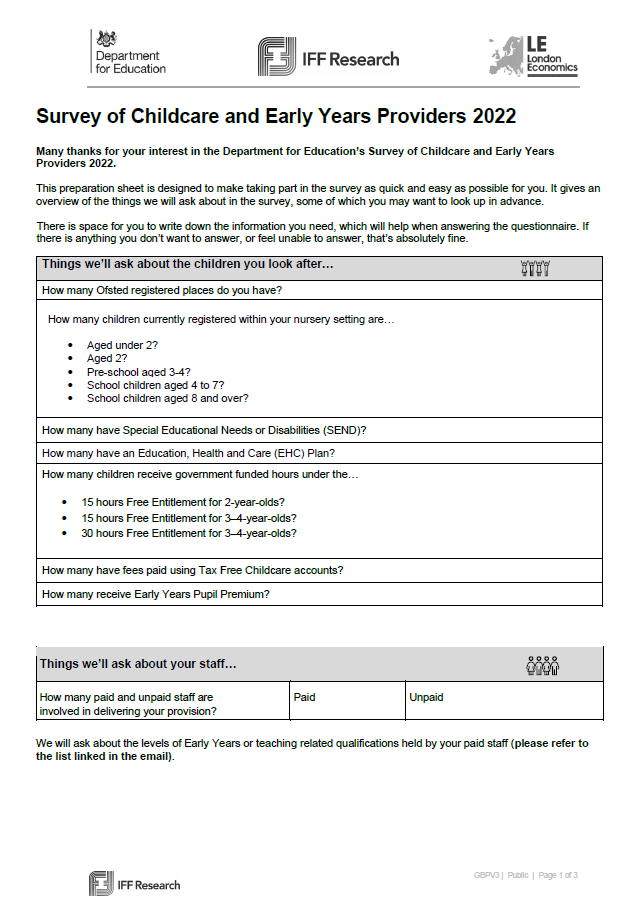 Department
for Education
IFF Research
LE
London
Economics
Survey of Childcare and Early Years Providers 2022
Many thanks for your interest in the Department for Education's Survey of Childcare and Early Years
Providers 2022.
This preparation sheet is designed to make taking part in the survey as quick and easy as possible for you. It gives an
overview of the things we will ask about in the survey, some of which you may want to look up in advance.
There is space for you to write down the information you need, which will help when answering the questionnaire. If
there is anything you don't want to answer, or feel unable to answer, that's absolutely fine.
Things we'll ask about the children you look after…
How many Ofsted registered places do you have?
How many children currently registered within your nursery setting are…
• Aged under 2?
• Aged 2?
• Pre-school aged 3-4?
• School children aged 4 to 7?
• School children aged 8 and over?
How many have Special Educational Needs or Disabilities (SEND)?
How many have an Education, Health and Care (EHC) Plan?
How many children receive government funded hours under the…
• 15 hours Free Entitlement for 2-year-olds?
• 15 hours Free Entitlement for 3–4-year-olds?
• 30 hours Free Entitlement for 3–4-year-olds?
How many have fees paid using Tax Free Childcare accounts?
How many receive Early Years Pupil Premium?
Things we'll ask about your staff…
How many paid and unpaid staff are
involved in delivering your provision?
Paid
Unpaid
We will ask about the levels of Early Years or teaching related qualifications held by your paid staff (please refer to
the list linked in the email).
IFF Research
GBPV3 | Public | Page 1 of 3